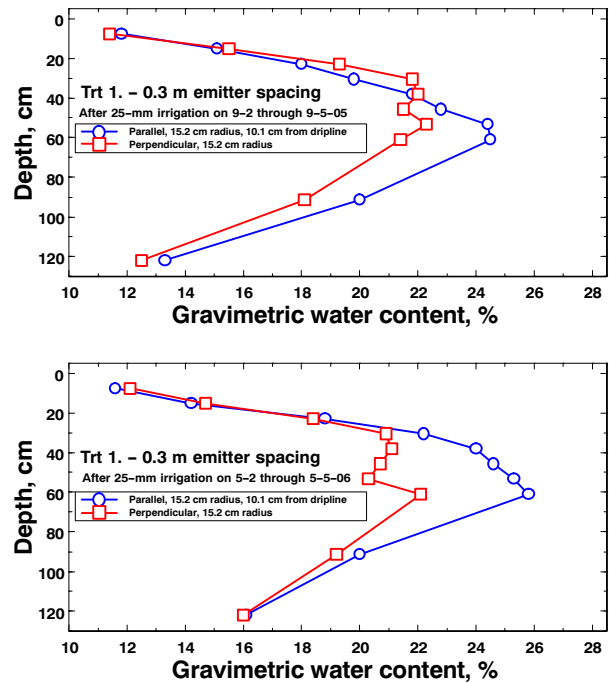 0
20
40
60
80
100
120
Depth, cm
Trt 1. - 0.3 m emitter spacing
After 25-mm irrigation on 9-2 through 9-5-05
Parallel, 15.2 cm radius, 10.1 cm from dripline
Perpendicular, 15.2 cm radius
10 12 14 16 18 20 22 24 26 28
Gravimetric water content, %
0
20
40
60
80
100
120
Depth, cm
Trt 1. - 0.3 m emitter spacing
After 25-mm irrigation on 5-2 through 5-5-06
Parallel, 15.2 cm radius, 10.1 cm from dripline
Perpendicular, 15.2 cm radius
10 12 14 16 18 20 22 24 26 28
Gravimetric water content, %